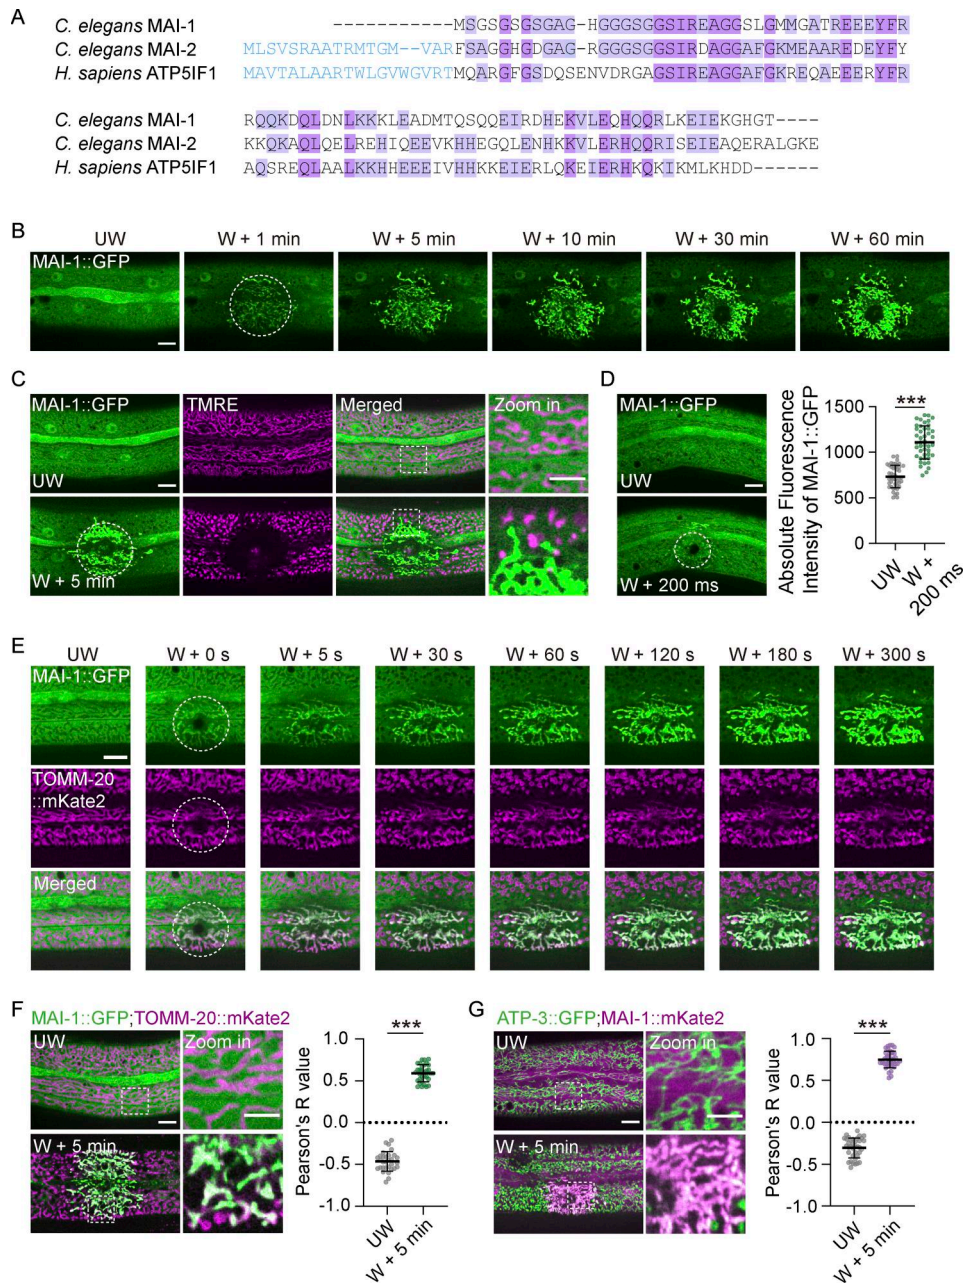 A
C. elegans MAI-1 -----------MSGSGSGSGAG-HGGGSGGSIREAGGSLGMMGATREEEYFR
C. elegans MAI-2 MLSVSRAATRMTGM--VARFSAGGHGDGAG-RGGGSGGSIRDAGGAFGKMEAAREDEYFY
H. sapiens ATP5IF1 MAVTALAARTWLGVWGVRTMQARGFGSDQSENVDRGAGSIREAGGAFGKREQAEEERYFR
C. elegans MAI-1 RQQKDQLDNLKKKLEADMTQSQQEIRDHEKVLEQHQQRLKEIEKGHGT----
C. elegans MAI-2 KKQKAQLQELREHIQEEVKHHEGQLENHKKVLERHQQRISEIEAQERALGKE
H. sapiens ATP5IF1 AQSREQLAALKKHHEEEIVHHKKEIERLQKEIERHKQKIKMLKHDD------
B
UW W + 1 min W + 5 min W + 10 min W + 30 min W + 60 min
MAI-1::GFP
C
MAI-1::GFP TMRE Merged Zoom in
UW
W + 5 min
D
MAI-1::GFP
UW
W + 200 ms
Absolute Fluorescence
Intensity of MAI-1::GFP
1500
1000
500
0
***
UW
W +
200 ms
E
UW W + 0 s W + 5 s W + 30 s W + 60 s W + 120 s W + 180 s W + 300 s
MAI-1::GFP
TOMM-20
::mKate2
Merged
F
MAI-1::GFP;TOMM-20::mKate2
UW Zoom in
W + 5 min
Pearson's R value
1.0
0.5
0.0
-0.5
-1.0
***
UW
W + 5 min
G
ATP-3::GFP;MAI-1::mKate2
UW Zoom in
W + 5 min
Pearson's R value
1.0
0.5
0.0
-0.5
-1.0
***
UW
W + 5 min